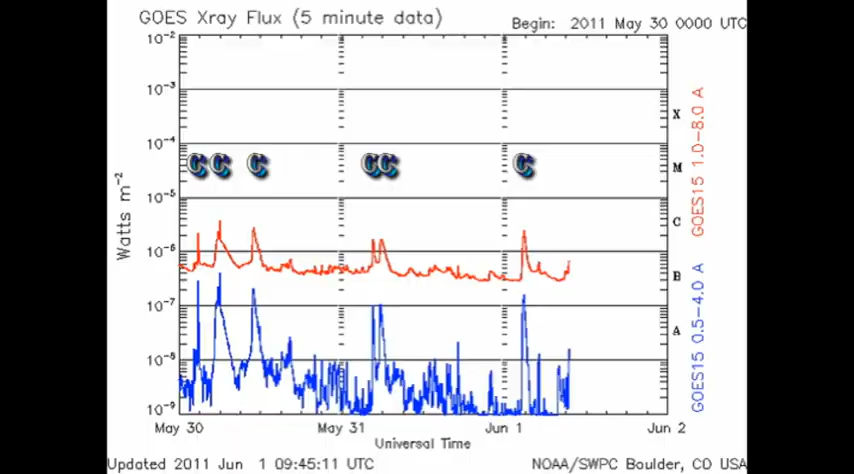 GOES Xray Flux (5 minute data)
Begin: 2011 May 30 0000 UTC
10-2
10-3
10-4
10-5
10-6
10-7
10-8
10-9
Watts m-2
C C C C C C
X
M
C
B
A
GOES15 1.0-8.0 A
GOES15 0.5-4.0 A
May 30
May 31
Jun 1
Jun 2
Universal Time
Updated 2011 Jun 1 09:45:11 UTC
NOAA/SWPC Boulder, CO USA